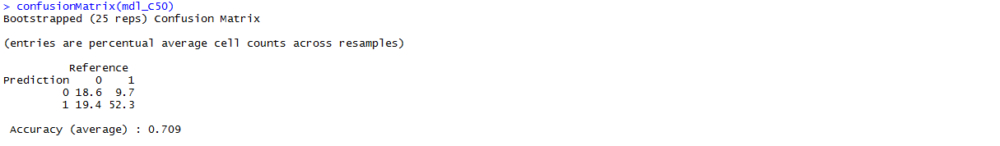 > confusionMatrix(mdl_C50)
Bootstrapped (25 reps) Confusion Matrix
(entries are percentual average cell counts across resamples)
Reference
Prediction    0    1
0 18.6  9.7
1 19.4 52.3
Accuracy (average) : 0.709